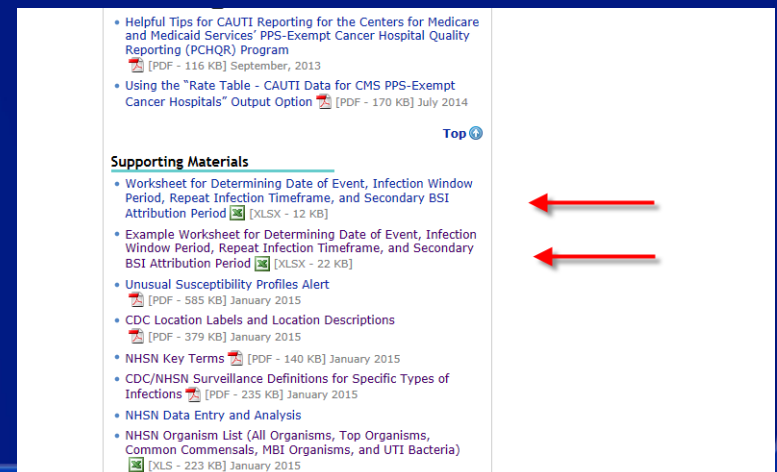 • Helpful Tips for CAUTI Reporting for the Centers for Medicare
and Medicaid Services' PPS-Exempt Cancer Hospital Quality
Reporting (PCHQR) Program
[PDF - 116 KB] September, 2013
• Using the "Rate Table - CAUTI Data for CMS PPS-Exempt
Cancer Hospitals" Output Option [PDF - 170 KB] July 2014
Top
Supporting Materials
• Worksheet for Determining Date of Event, Infection Window
Period, Repeat Infection Timeframe, and Secondary BSI
Attribution Period [XLSX - 12 KB]
• Example Worksheet for Determining Date of Event, Infection
Window Period, Repeat Infection Timeframe, and Secondary
BSI Attribution Period [XLSX - 22 KB]
• Unusual Susceptibility Profiles Alert
[PDF - 585 KB] January 2015
• CDC Location Labels and Location Descriptions
[PDF - 379 KB] January 2015
• NHSN Key Terms [PDF - 140 KB] January 2015
• CDC/NHSN Surveillance Definitions for Specific Types of
Infections [PDF - 235 KB] January 2015
• NHSN Data Entry and Analysis
• NHSN Organism List (All Organisms, Top Organisms,
Common Commensals, MBI Organisms, and UTI Bacteria)
[XLS - 223 KB] January 2015